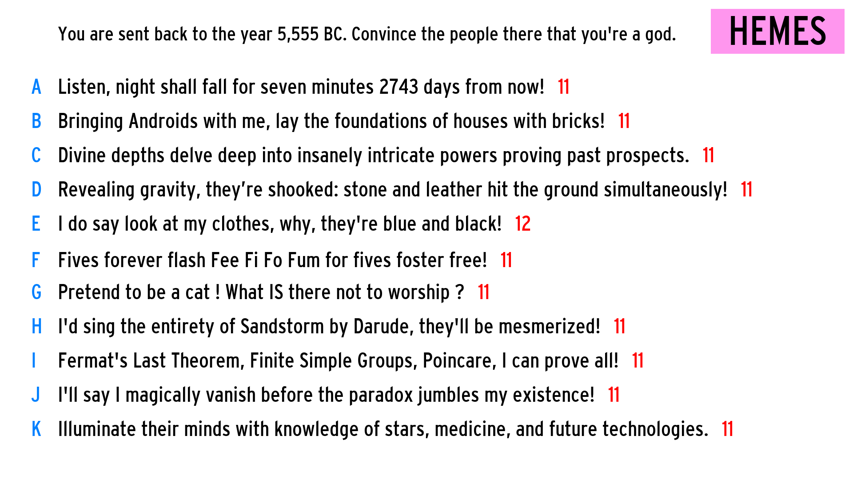 You are sent back to the year 5,555 BC. Convince the people there that you're a god.
HEMES
A Listen, night shall fall for seven minutes 2743 days from now! 11
B Bringing Androids with me, lay the foundations of houses with bricks! 11
C Divine depths delve deep into insanely intricate powers proving past prospects. 11
D Revealing gravity, they’re shooked: stone and leather hit the ground simultaneously! 11
E I do say look at my clothes, why, they're blue and black! 12
F Fives forever flash Fee Fi Fo Fum for fives foster free! 11
G Pretend to be a cat ! What IS there not to worship ? 11
H I'd sing the entirety of Sandstorm by Darude, they'll be mesmerized! 11
I Fermat's Last Theorem, Finite Simple Groups, Poincare, I can prove all! 11
J I'll say I magically vanish before the paradox jumbles my existence! 11
K Illuminate their minds with knowledge of stars, medicine, and future technologies. 11